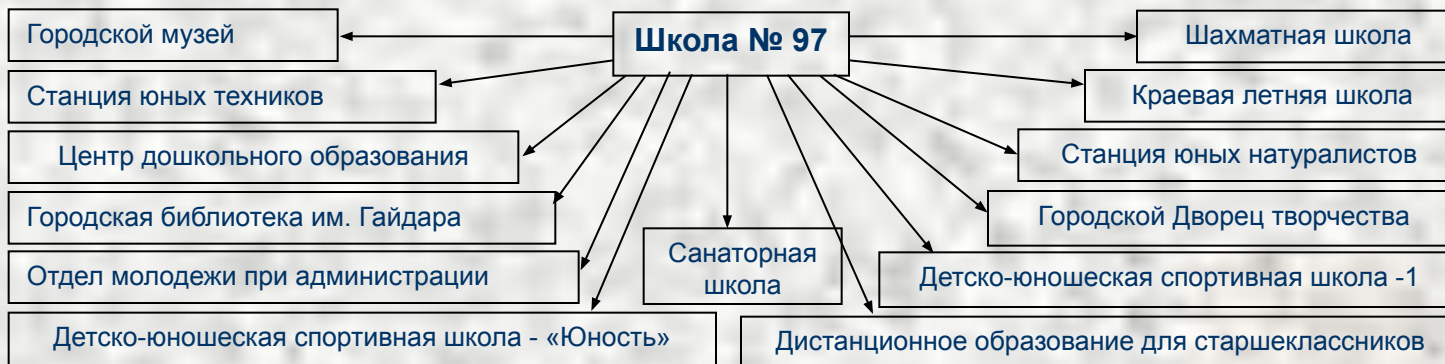 Школа № 97
Городской музей
Станция юных техников
Центр дошкольного образования
Городская библиотека им. Гайдара
Отдел молодежи при администрации
Детско-юношеская спортивная школа - «Юность»
Санаторная
школа
Шахматная школа
Краевая летняя школа
Станция юных натуралистов
Городской Дворец творчества
Детско-юношеская спортивная школа -1
Дистанционное образование для старшеклассников